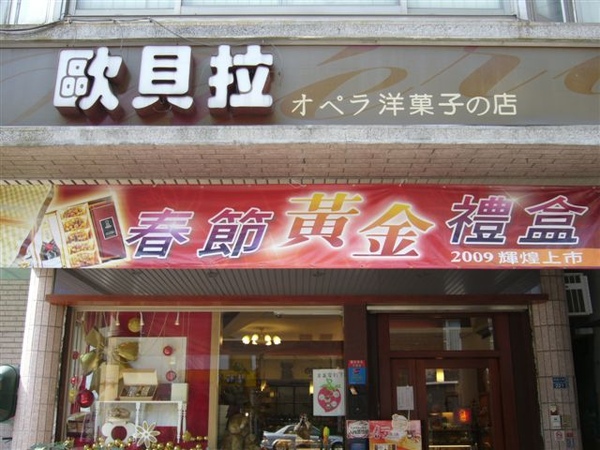 歐貝拉
オペラ洋菓子の店
春節黃金禮盒
2009 輝煌上市